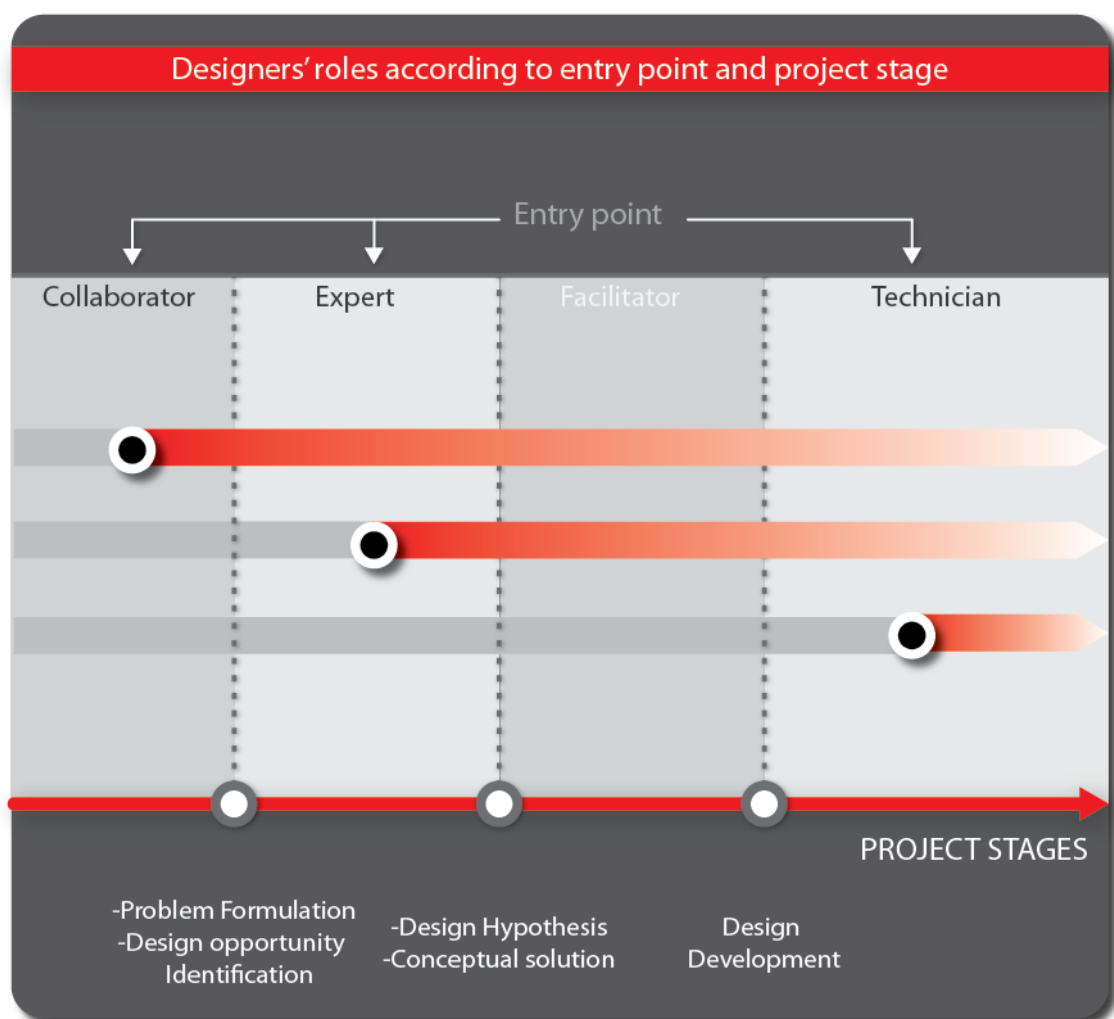 Designers’ roles according to entry point and project stage
Entry point
Collaborator
Expert
Facilitator
Technician
PROJECT STAGES
-Problem Formulation
-Design opportunity
Identification
-Design Hypothesis
-Conceptual solution
Design
Development